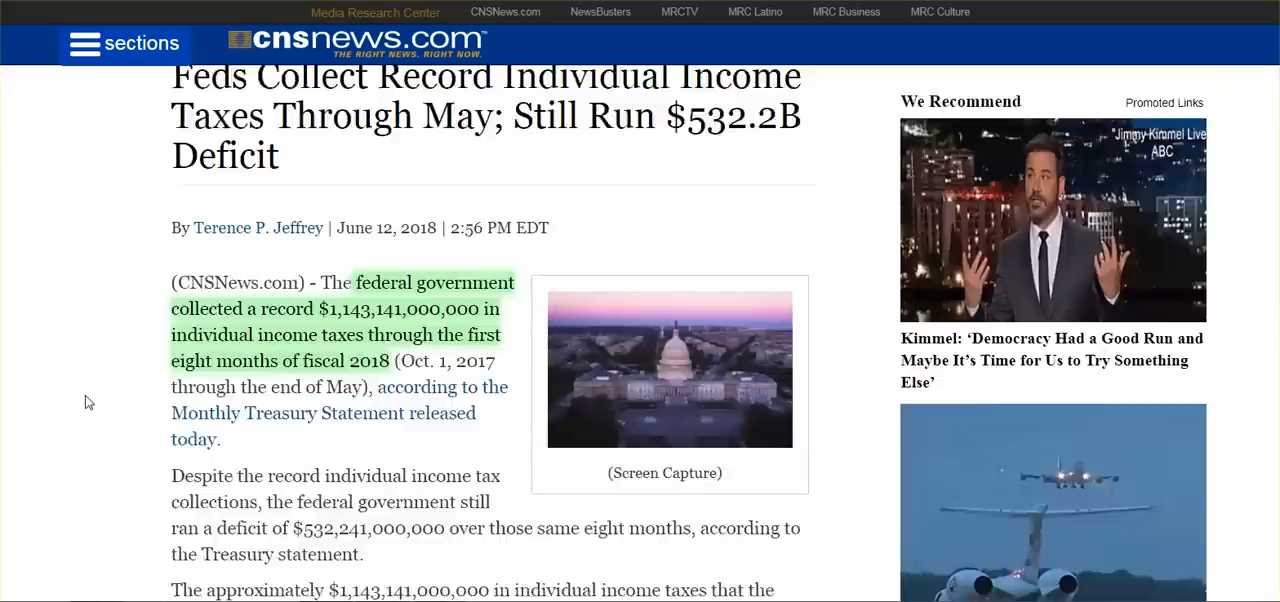 Media Research Center CNSNews.com NewsBusters MRCTV MRC Latino MRC Business MRC Culture
sections
cnsnews.com™
THE RIGHT NEWS. RIGHT NOW.
Feds Collect Record Individual Income
Taxes Through May; Still Run $532.2B
Deficit
By Terence P. Jeffrey | June 12, 2018 | 2:56 PM EDT
(CNSNews.com) - The federal government
collected a record $1,143,141,000,000 in
individual income taxes through the first
eight months of fiscal 2018 (Oct. 1, 2017
through the end of May), according to the
Monthly Treasury Statement released
today.
(Screen Capture)
Despite the record individual income tax
collections, the federal government still
ran a deficit of $532,241,000,000 over those same eight months, according to
the Treasury statement.
The approximately $1,143,141,000,000 in individual income taxes that the
We Recommend
Promoted Links
"Jimmy Kimmel Live
ABC
Kimmel: ‘Democracy Had a Good Run and
Maybe It’s Time for Us to Try Something
Else’